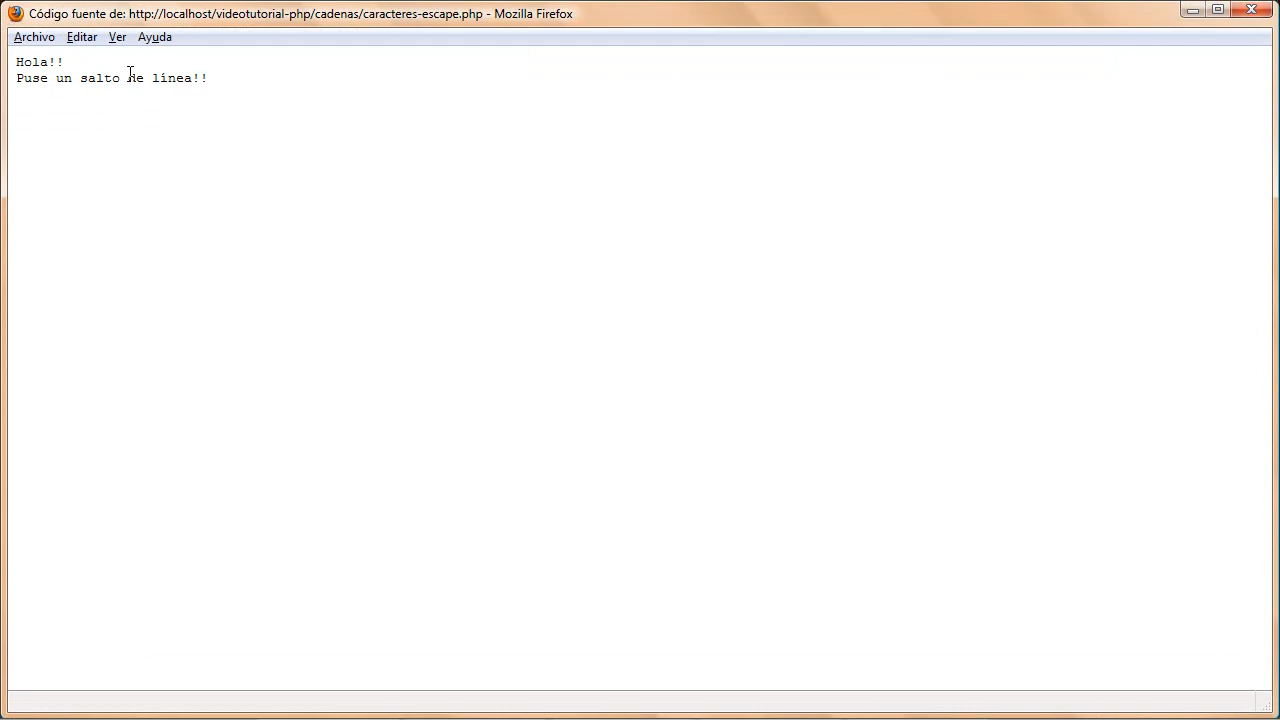 Código fuente de: http://localhost/videotutorial-php/cadenas/caracteres-escape.php - Mozilla Firefox
Archivo Editar Ver Ayuda
Hola!!
Puse un salto de línea!!